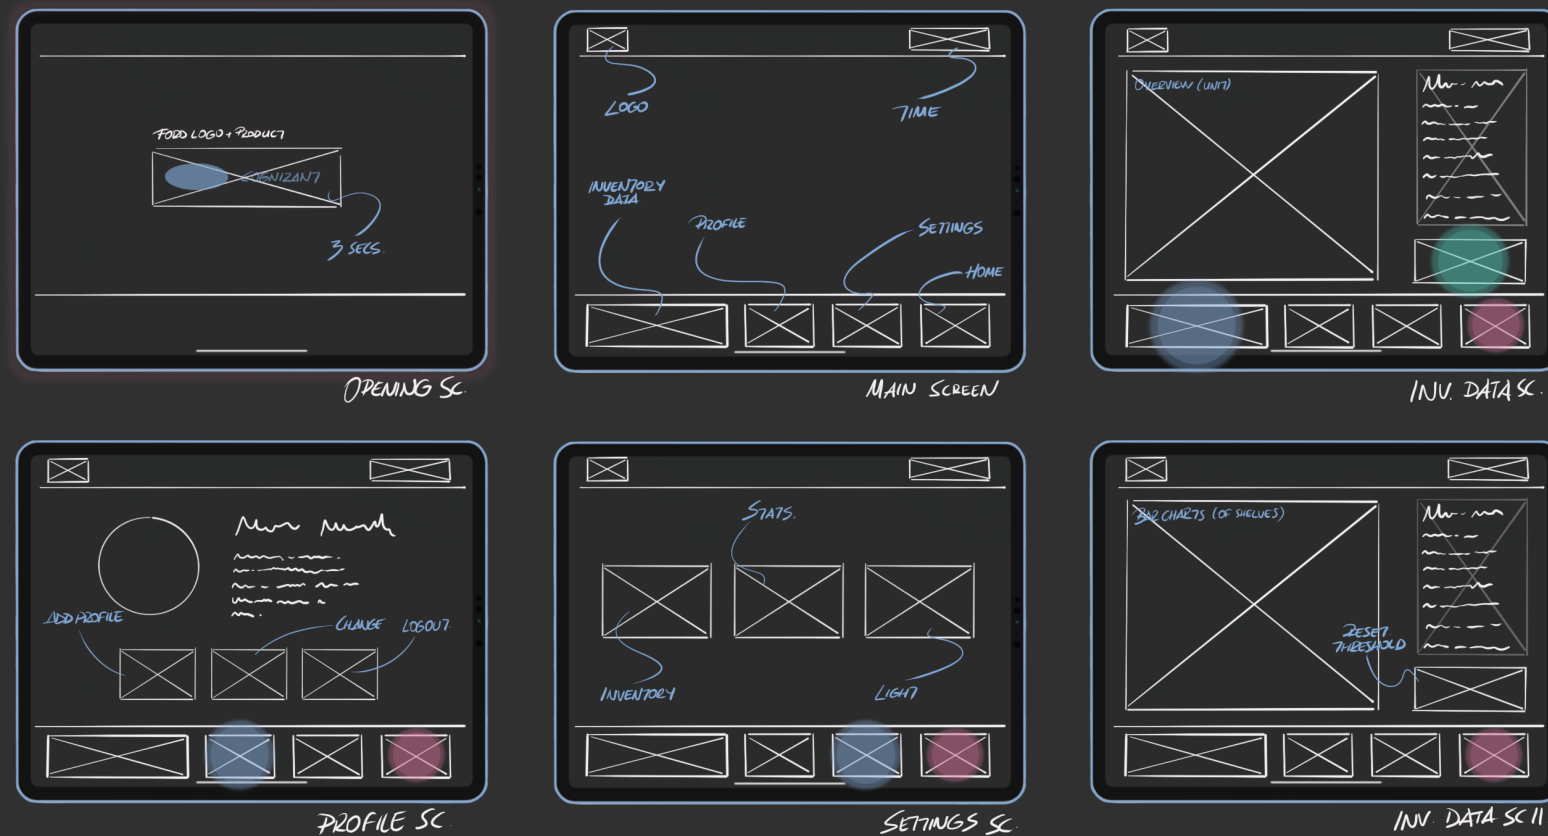 FORD LOGO + PRODUCT
COGNIZANT
3 SECS.
OPENING SC.
LOGO
TIME
INVENTORY
DATA
PROFILE
SETTINGS
HOME
MAIN SCREEN
OVERVIEW (UNIT)
INV. DATA SC.
ADD PROFILE
CHANGE
LOGOUT.
PROFILE SC.
STATS.
INVENTORY
LIGHT
SETTINGS SC.
BAR CHARTS (OF SHELVES)
RESET
THRESHOLD
INV. DATA SC II